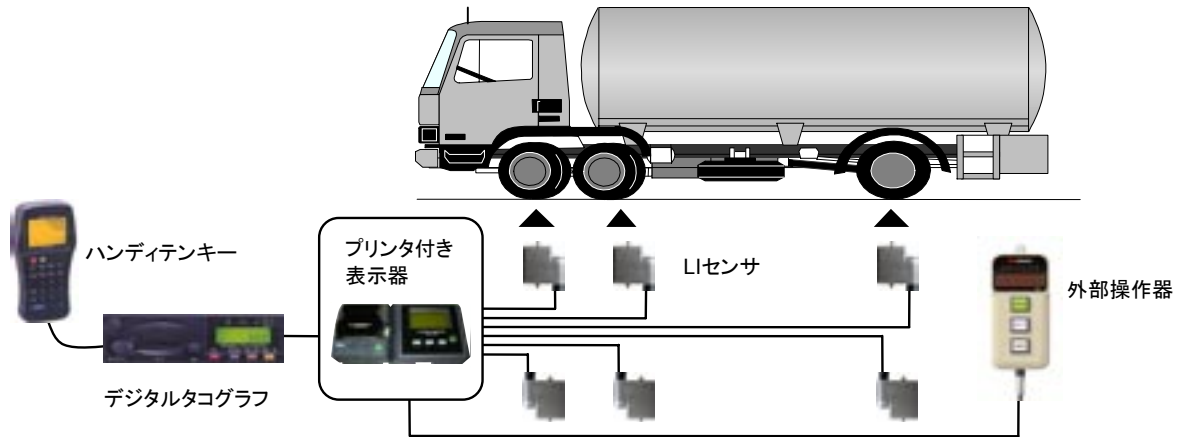 ハンディテンキー
プリンタ付き
表示器
LIセンサ
外部操作器
デジタルタコグラフ